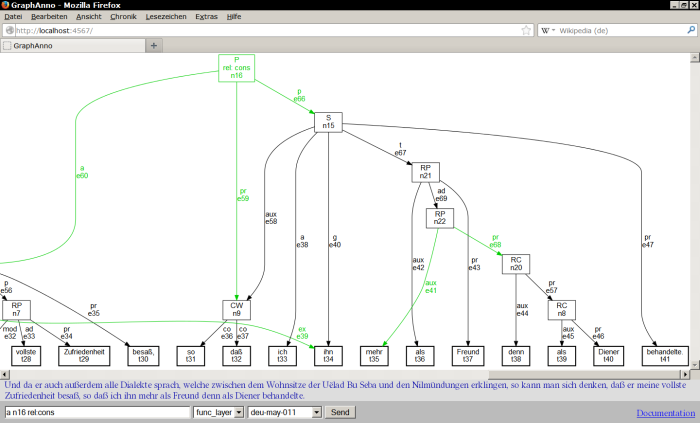 GraphAnno - Mozilla Firefox
Datei Bearbeiten Ansicht Chronik Lesezeichen Extras Hilfe
http://localhost:4567/
W Wikipedia (de)
GraphAnno
+
P
rel:cons
n16
p
e66
S
n15
a
e60
pr
e59
t
e67
RP
n21
ad
e69
RP
n22
aux
e58
a
e38
g
e40
pr
e47
pr
e68
RC
n20
aux
e42
pr
e43
aux
e41
p
e56
pr
e35
pr
e57
aux
e44
RP
n7
CW
n9
RC
n8
mod
e32
ad
e33
pr
e34
co
e36
co
e37
ex
e39
aux
e45
pr
e46
vollste
t28
Zufriedenheit
t29
besaß,
t30
so
t31
daß
t32
ich
t33
ihn
t34
mehr
t35
als
t36
Freund
t37
denn
t38
als
t39
Diener
t40
behandelte.
t41
Und da er auch außerdem alle Dialekte sprach, welche zwischen dem Wohnsitze der Uëlad Bu Seba und den Nilmündungen erklingen, so kann man sich denken, daß er meine vollste
Zufriedenheit besaß, so daß ich ihn mehr als Freund denn als Diener behandelte.
a n16 rel:cons func_layer deu-may-011 Send Documentation